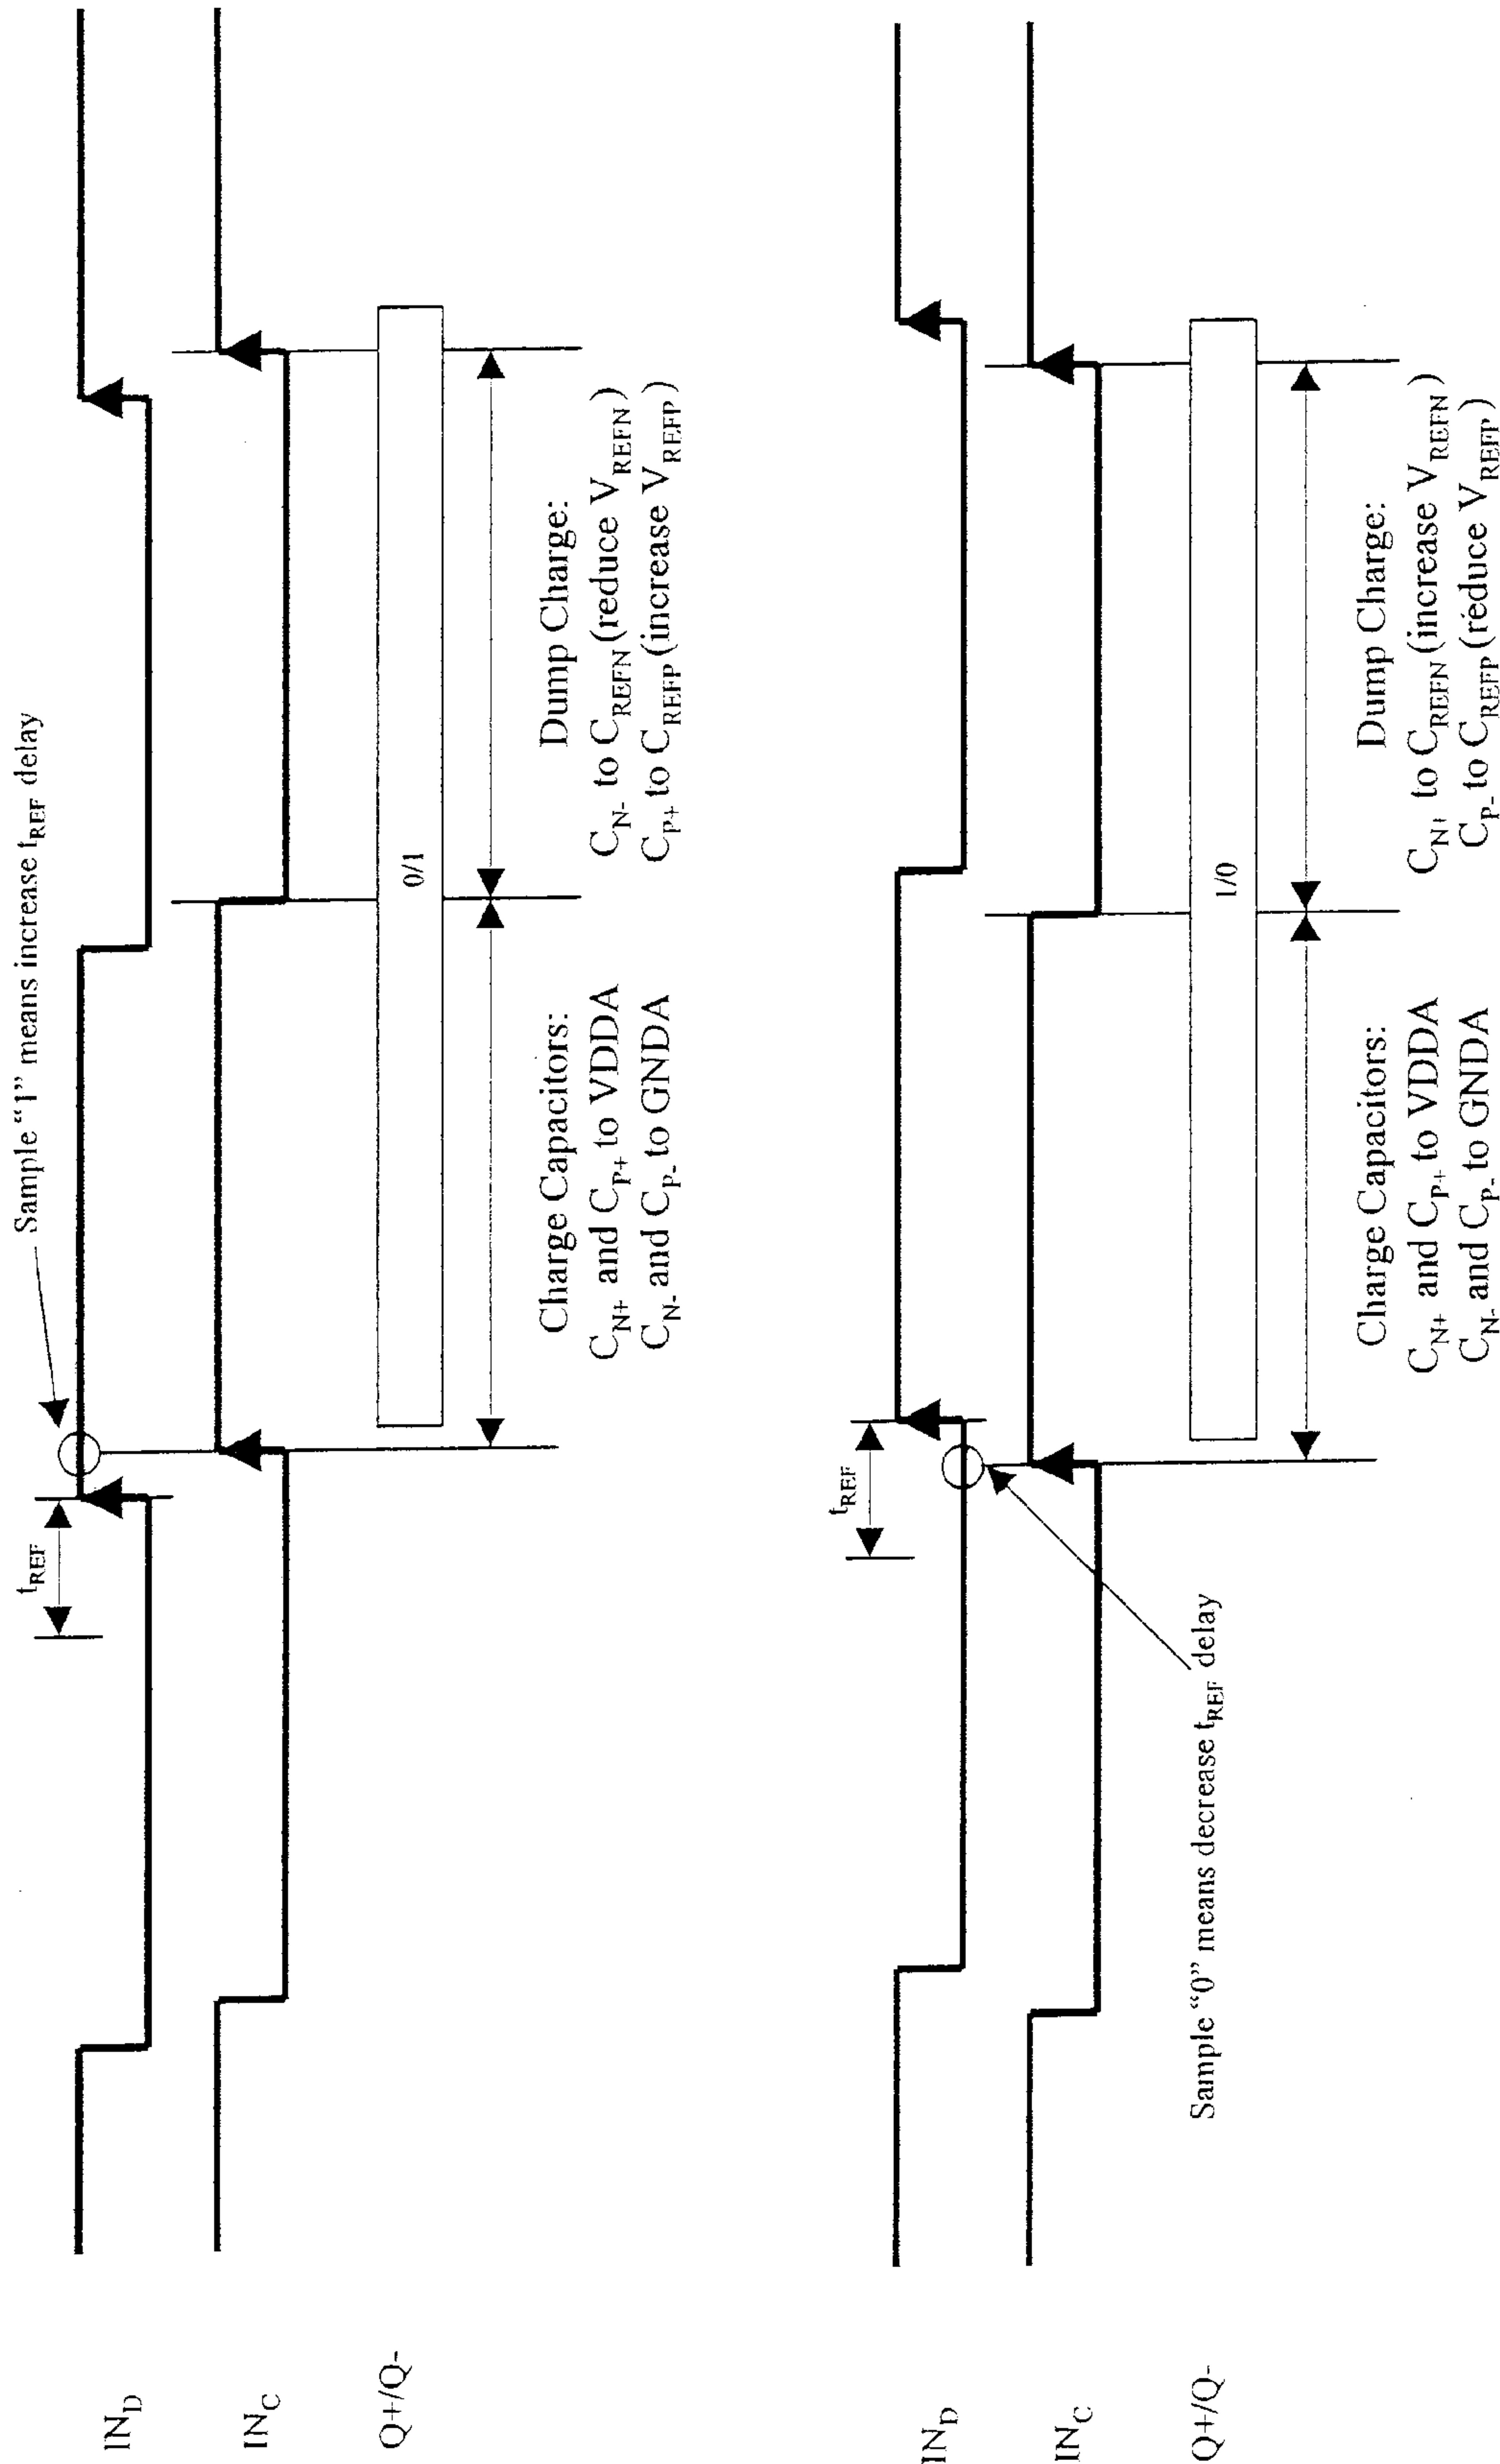 Sample “1” means increase t_REF delay
t_REF
IN_D
IN_C
Q+/Q-
0/1
Charge Capacitors:
C_N+ and C_P+ to VDDA
C_N- and C_P- to GNDA
Dump Charge:
C_N- to C_REFN (reduce V_REFN)
C_P+ to C_REFP (increase V_REFP)
t_REF
IN_D
IN_C
Sample “0” means decrease t_REF delay
Q+/Q-
1/0
Charge Capacitors:
C_N+ and C_P+ to VDDA
C_N- and C_P- to GNDA
Dump Charge:
C_N+ to C_REFN (increase V_REFN)
C_P- to C_REFP (reduce V_REFP)